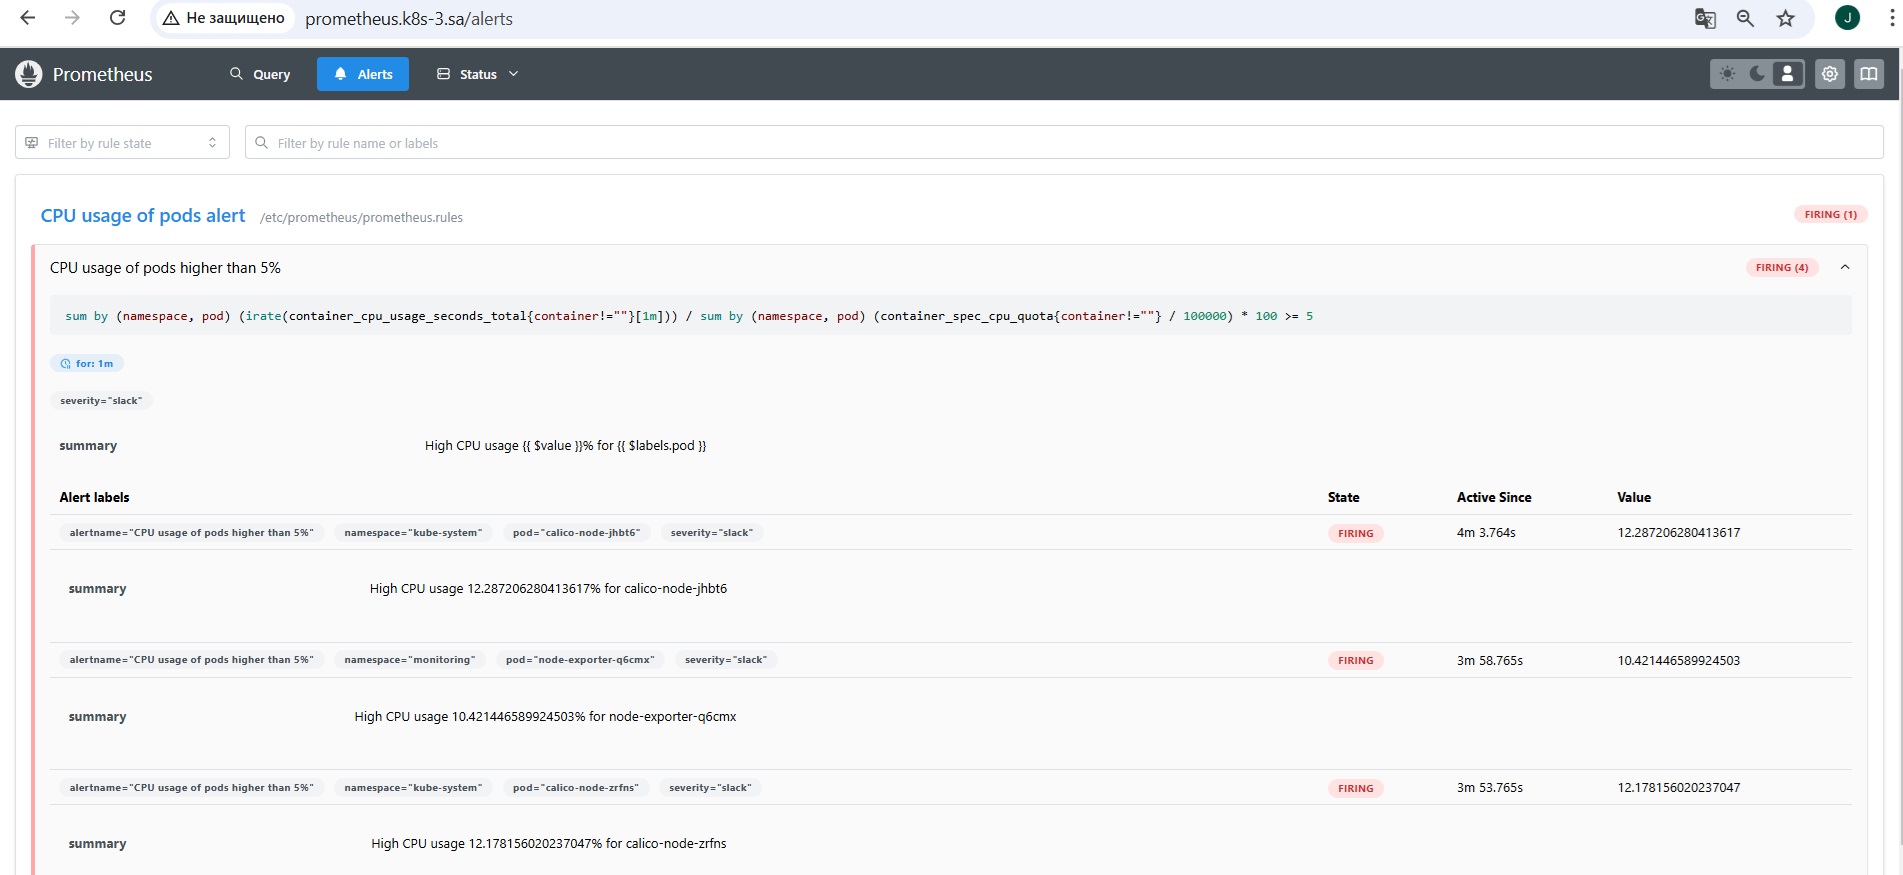 Не защищено prometheus.k8s-3.sa/alerts J
Prometheus Query Alerts Status
Filter by rule state Filter by rule name or labels
CPU usage of pods alert /etc/prometheus/prometheus.rules FIRING (1)
CPU usage of pods higher than 5% FIRING (4)
sum by (namespace, pod) (irate(container_cpu_usage_seconds_total{container!=""}[1m])) / sum by (namespace, pod) (container_spec_cpu_quota{container!=""} / 100000) * 100 >= 5
for: 1m
severity="slack"
summary High CPU usage {{ $value }}% for {{ $labels.pod }}
Alert labels State Active Since Value
alertname="CPU usage of pods higher than 5%" namespace="kube-system" pod="calico-node-jhbt6" severity="slack" FIRING 4m 3.764s 12.287206280413617
summary High CPU usage 12.287206280413617% for calico-node-jhbt6
alertname="CPU usage of pods higher than 5%" namespace="monitoring" pod="node-exporter-q6cmx" severity="slack" FIRING 3m 58.765s 10.421446589924503
summary High CPU usage 10.421446589924503% for node-exporter-q6cmx
alertname="CPU usage of pods higher than 5%" namespace="kube-system" pod="calico-node-zrfns" severity="slack" FIRING 3m 53.765s 12.178156020237047
summary High CPU usage 12.178156020237047% for calico-node-zrfns